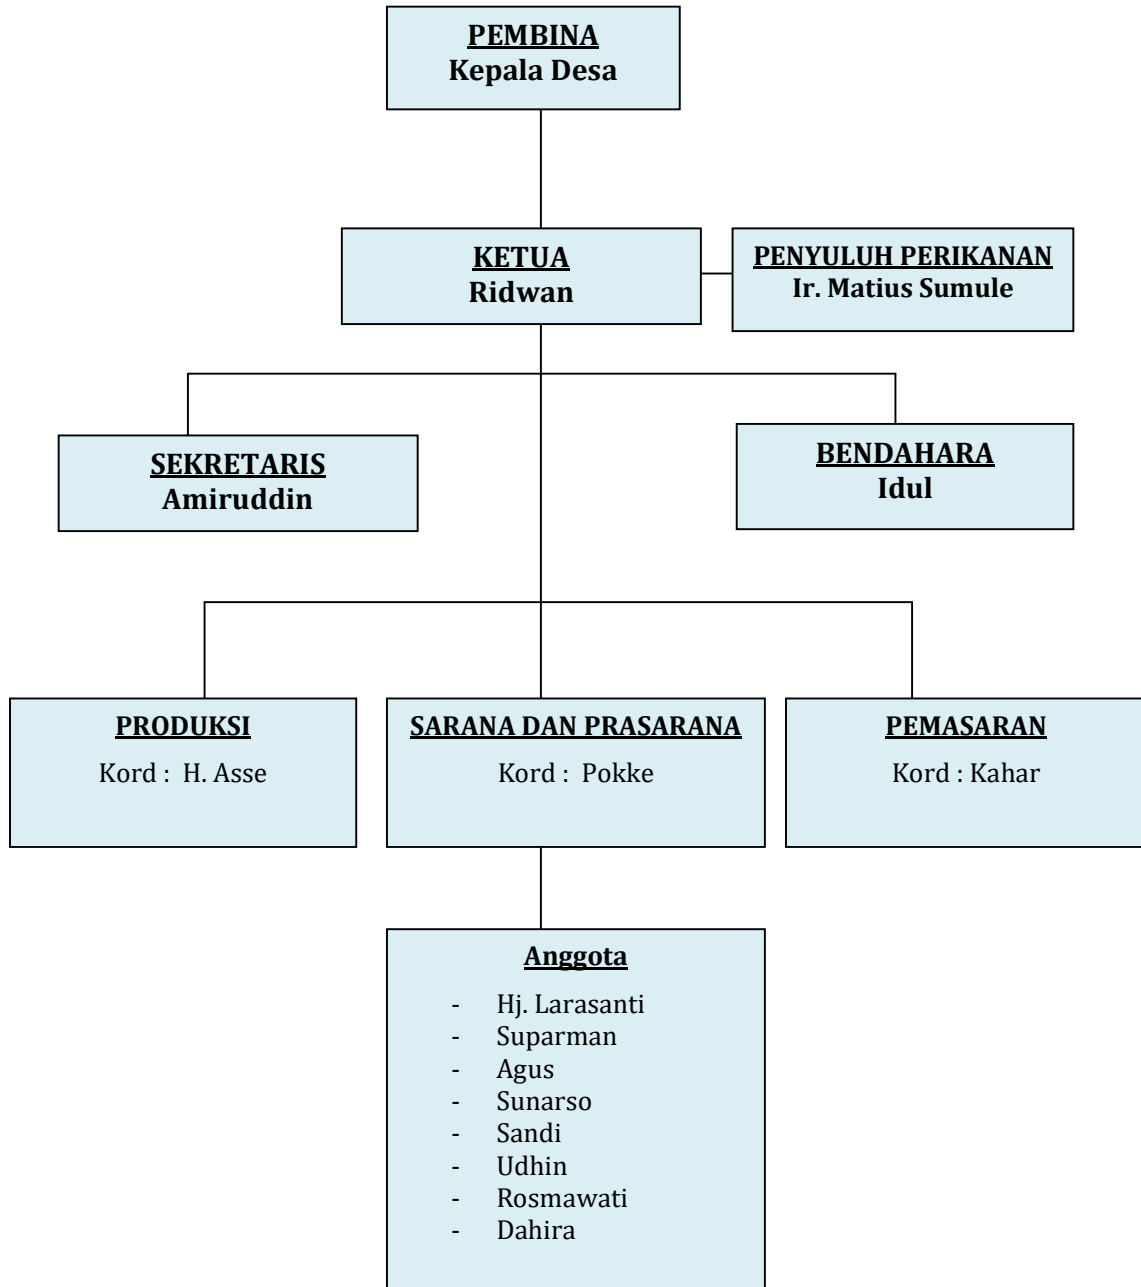 PEMBINA
Kepala Desa
KETUA
Ridwan
PENYULUH PERIKANAN
Ir. Matius Sumule
SEKRETARIS
Amiruddin
BENDAHARA
Idul
PRODUKSI
Kord : H. Asse
SARANA DAN PRASARANA
Kord : Pokke
PEMASARAN
Kord : Kahar
Anggota
- Hj. Larasanti
- Suparman
- Agus
- Sunarso
- Sandi
- Udhin
- Rosmawati
- Dahira